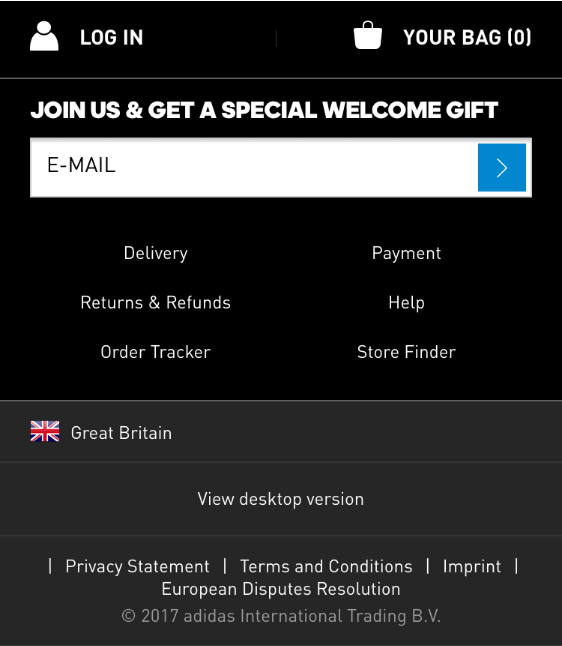 LOG IN
YOUR BAG (0)
JOIN US & GET A SPECIAL WELCOME GIFT
E-MAIL
Delivery
Payment
Returns & Refunds
Help
Order Tracker
Store Finder
Great Britain
View desktop version
| Privacy Statement | Terms and Conditions | Imprint |
European Disputes Resolution
© 2017 adidas International Trading B.V.